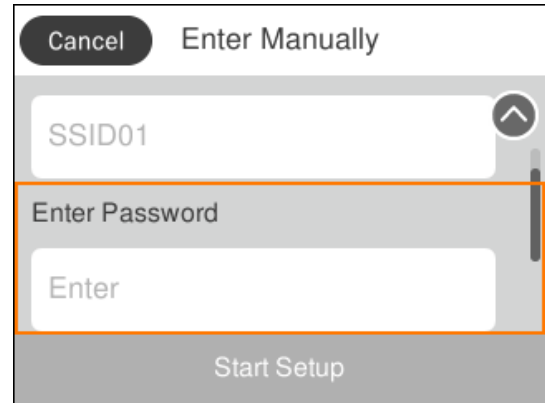 Cancel Enter Manually
SSID01
Enter Password
Enter
Start Setup